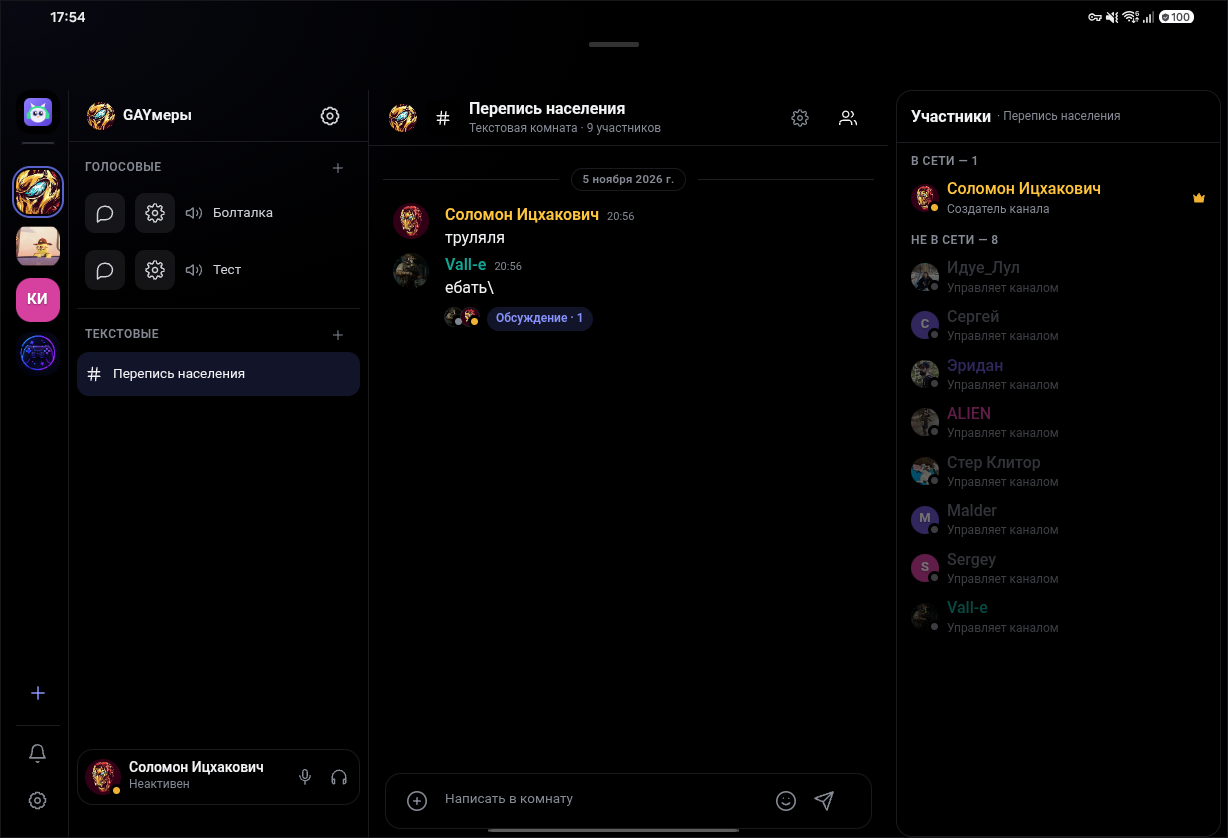 17:54
100
GAYмеры
ГОЛОСОВЫЕ
Болталка
Тест
ТЕКСТОВЫЕ
Перепись населения
КИ
Соломон Ицхакович
Неактивен
Перепись населения
Текстовая комната · 9 участников
5 ноября 2026 г.
Соломон Ицхакович 20:56
труляля
Vall-e 20:56
ебать\
Обсуждение · 1
Написать в комнату
Участники · Перепись населения
В СЕТИ — 1
Соломон Ицхакович
Создатель канала
НЕ В СЕТИ — 8
Идуе_Лул
Управляет каналом
С
Сергей
Управляет каналом
Эридан
Управляет каналом
ALIEN
Управляет каналом
Стер Клитор
Управляет каналом
M
Malder
Управляет каналом
S
Sergey
Управляет каналом
Vall-e
Управляет каналом